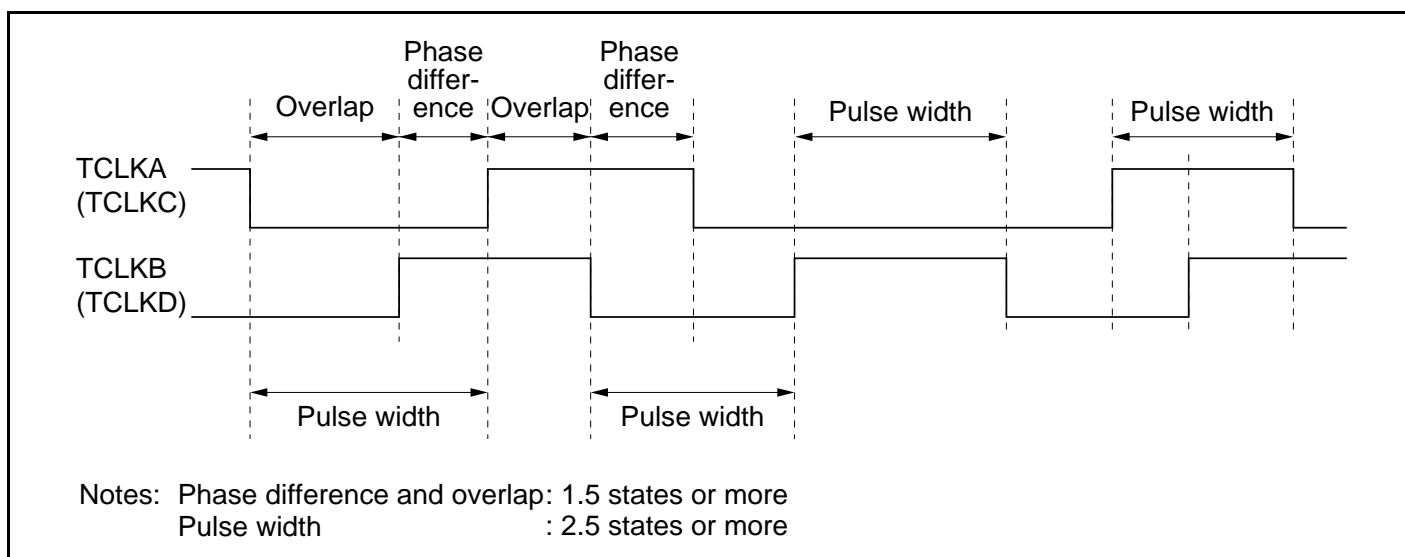 Phase
differ-
ence
Phase
differ-
ence
Overlap
Overlap
Pulse width
Pulse width
TCLKA
(TCLKC)
TCLKB
(TCLKD)
Pulse width
Pulse width
Notes: Phase difference and overlap: 1.5 states or more
Pulse width : 2.5 states or more